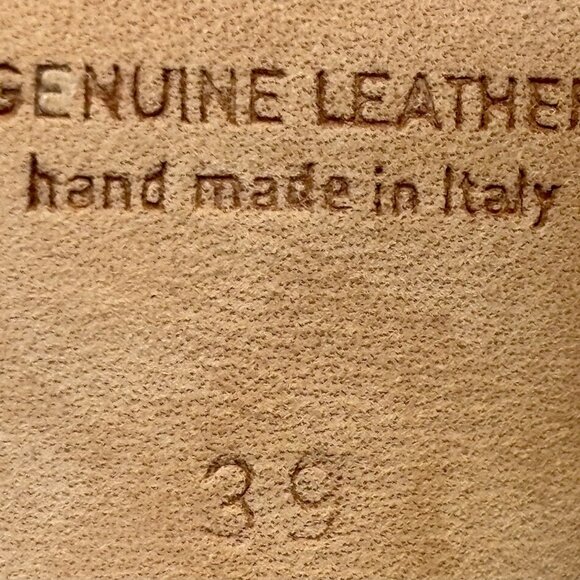 GENUINE LEATHER
hand made in Italy
39